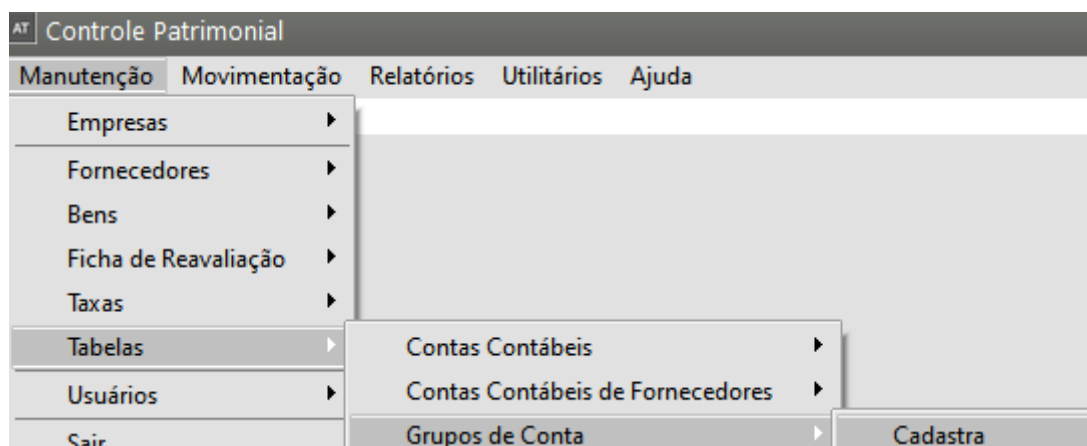 AT Controle Patrimonial
Manutenção Movimentação Relatórios Utilitários Ajuda
Empresas
Fornecedores
Bens
Ficha de Reavaliação
Taxas
Tabelas
Contas Contábeis
Usuários
Contas Contábeis de Fornecedores
Sair
Grupos de Conta
Cadastra